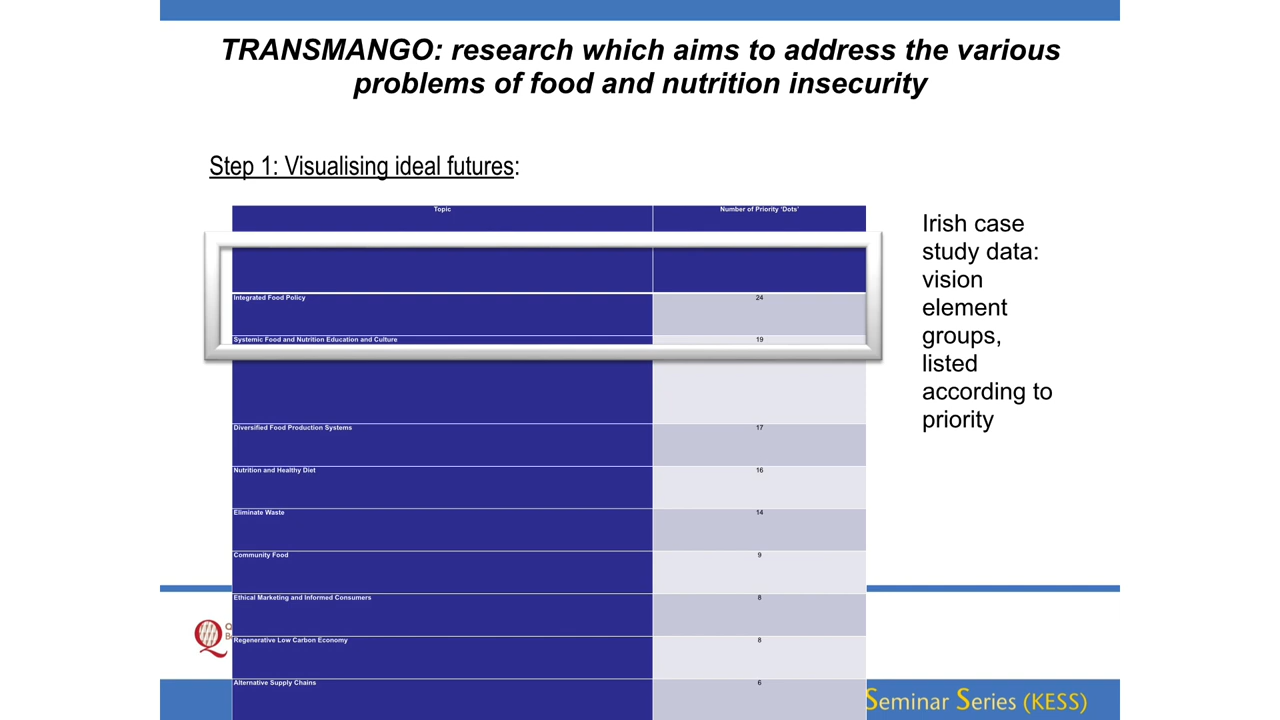 TRANSMANGO: research which aims to address the various
problems of food and nutrition insecurity
Step 1: Visualising ideal futures:
Topic Number of Priority ‘Dots’
Integrated Food Policy 24
Systemic Food and Nutrition Education and Culture 19
Diversified Food Production Systems 17
Nutrition and Healthy Diet 16
Eliminate Waste 14
Community Food 9
Ethical Marketing and Informed Consumers 8
Regenerative Low Carbon Economy 8
Alternative Supply Chains 6
Irish case
study data:
vision
element
groups,
listed
according to
priority
Seminar Series (KESS)